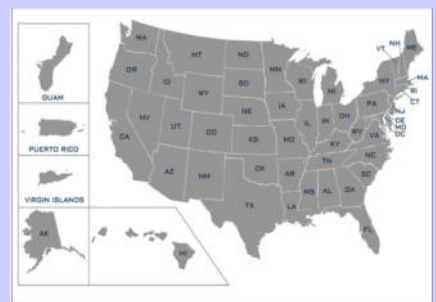 WA
MT
ND
MN
VT
NH
ME
OR
ID
SD
WI
MI
NY
MA
RI
CT
WY
IA
PA
NJ
GUAM
NV
UT
CO
NE
IL
IN
OH
DE
MD
DC
CA
KS
MO
KY
WV
VA
PUERTO RICO
AZ
NM
OK
AR
TN
NC
SC
VIRGIN ISLANDS
TX
LA
MS
AL
GA
FL
AK
HI